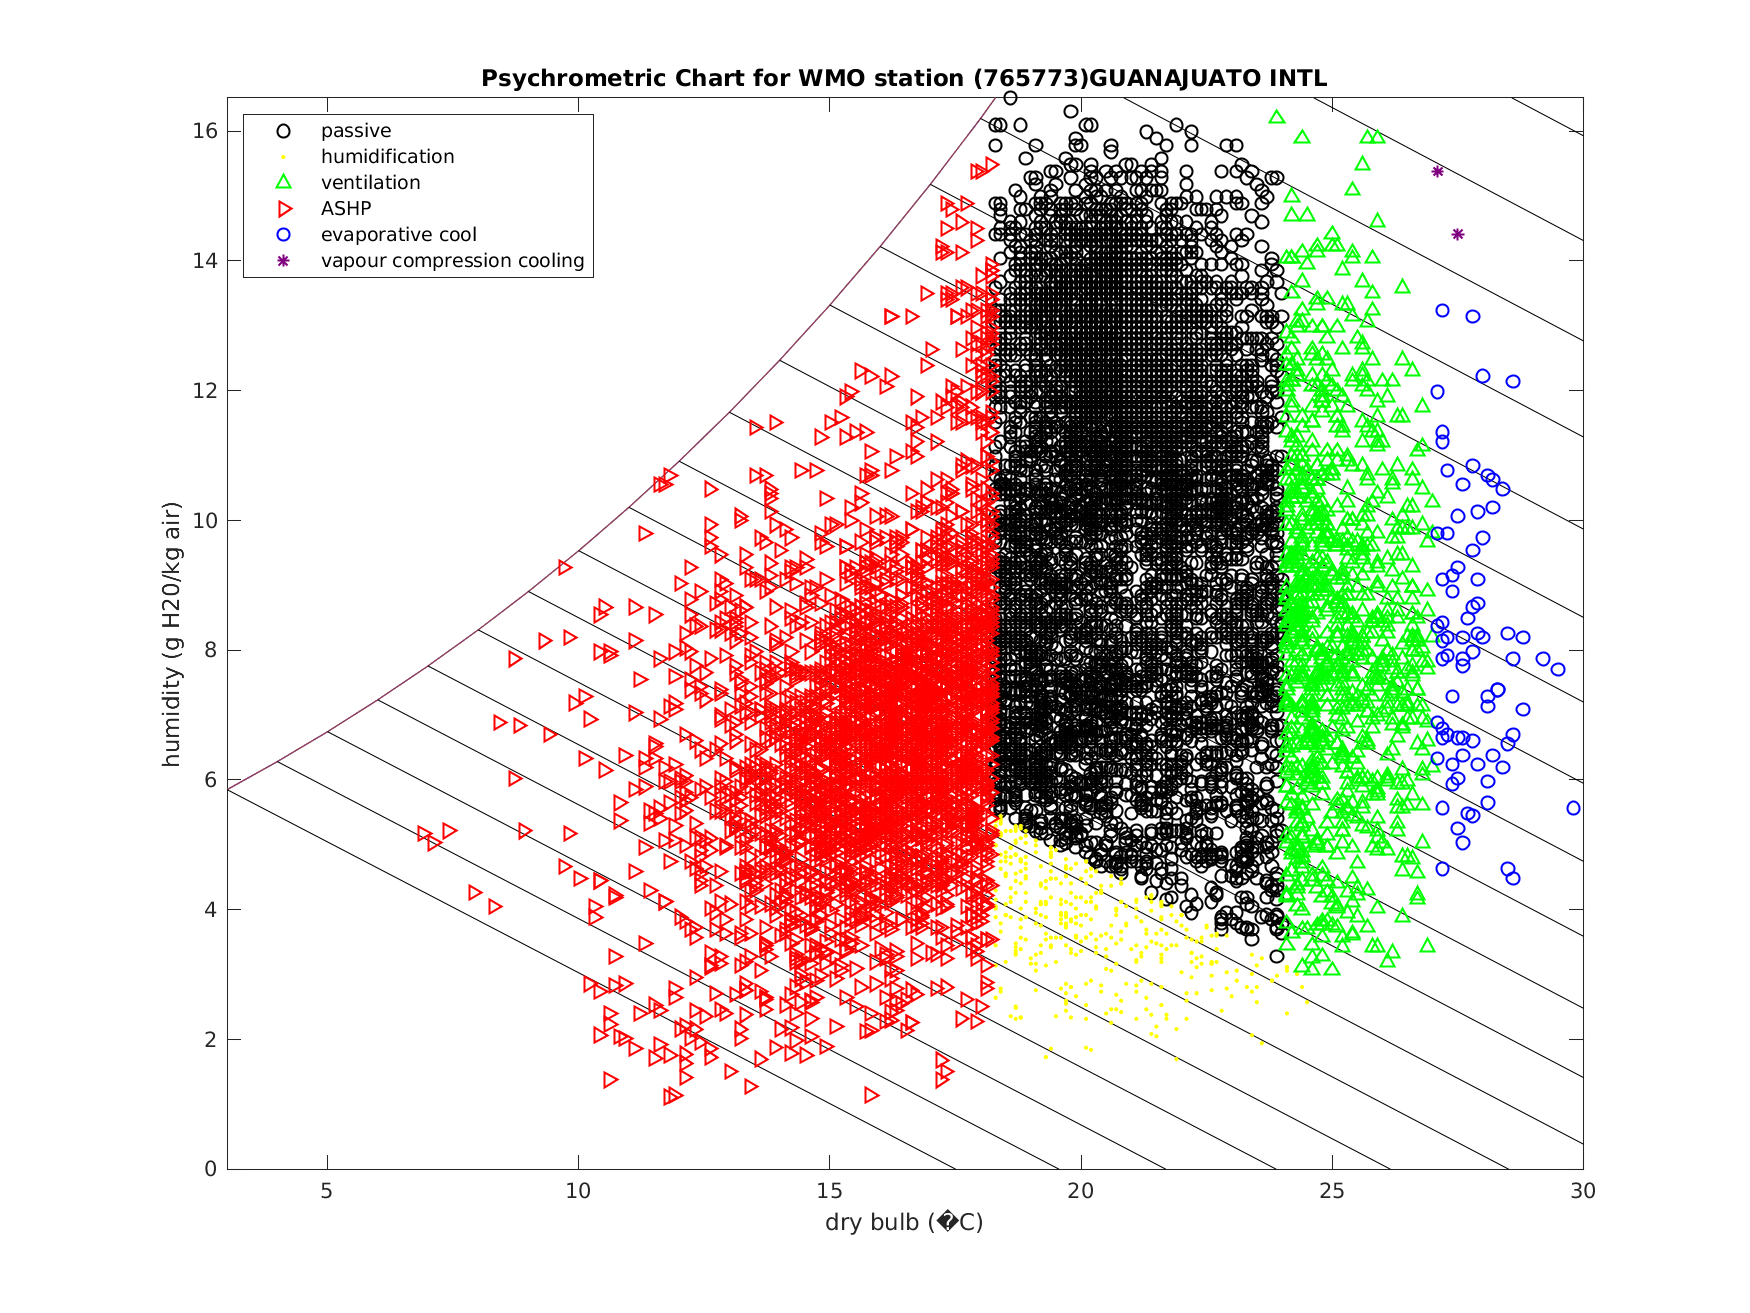 Psychrometric Chart for WMO station (765773)GUANAJUATO INTL
passive
humidification
ventilation
ASHP
evaporative cool
vapour compression cooling
humidity (g H20/kg air)
16
14
12
10
8
6
4
2
0
5 10 15 20 25 30
dry bulb (�C)